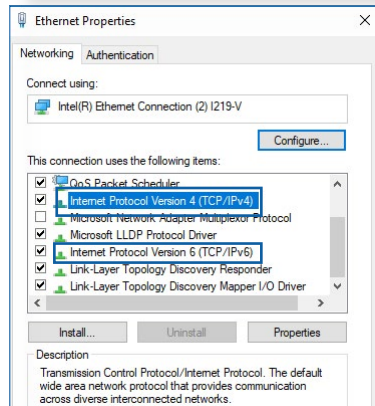 Ethernet Properties
Networking Authentication
Connect using:
Intel(R) Ethernet Connection (2) I219-V
Configure...
This connection uses the following items:
QoS Packet Scheduler
Internet Protocol Version 4 (TCP/IPv4)
Microsoft Network Adapter Multiplexor Protocol
Microsoft LLDP Protocol Driver
Internet Protocol Version 6 (TCP/IPv6)
Link-Layer Topology Discovery Responder
Link-Layer Topology Discovery Mapper I/O Driver
Install... Uninstall Properties
Description
Transmission Control Protocol/Internet Protocol. The default
wide area network protocol that provides communication
across diverse interconnected networks.